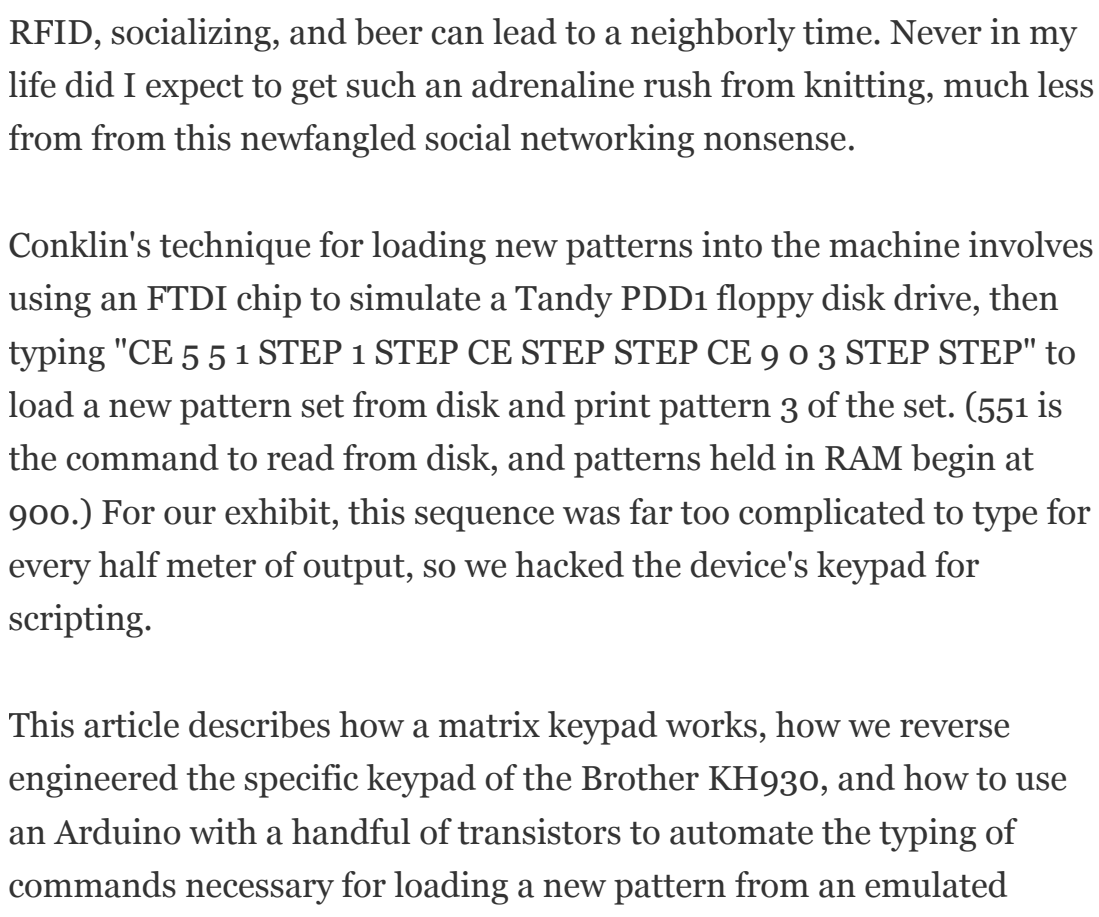 RFID, socializing, and beer can lead to a neighborly time. Never in my
life did I expect to get such an adrenaline rush from knitting, much less
from from this newfangled social networking nonsense.
Conklin's technique for loading new patterns into the machine involves
using an FTDI chip to simulate a Tandy PDD1 floppy disk drive, then
typing "CE 5 5 1 STEP 1 STEP CE STEP STEP CE 9 0 3 STEP STEP" to
load a new pattern set from disk and print pattern 3 of the set. (551 is
the command to read from disk, and patterns held in RAM begin at
900.) For our exhibit, this sequence was far too complicated to type for
every half meter of output, so we hacked the device's keypad for
scripting.
This article describes how a matrix keypad works, how we reverse
engineered the specific keypad of the Brother KH930, and how to use
an Arduino with a handful of transistors to automate the typing of
commands necessary for loading a new pattern from an emulated